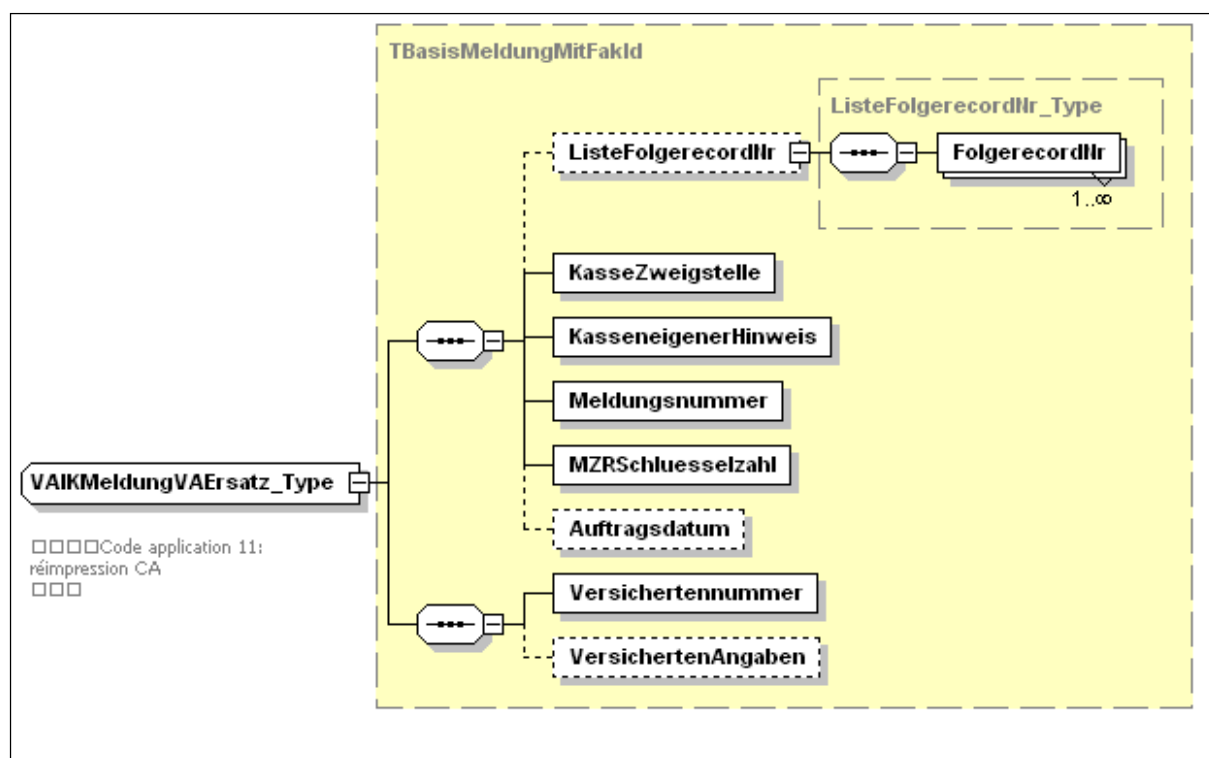 TBasisMeldungMitFakId
ListeFolgerecordNr_Type
ListeFolgerecordNr
FolgerecordNr
1..∞
KasseZweigstelle
KasseneigenerHinweis
Meldungsnummer
MZRSchluesselzahl
VAIKMeldungVAErsatz_Type
Auftragsdatum
□□□□Code application 11:
réimpression CA
□□□
Versichertennummer
VersichertenAngaben